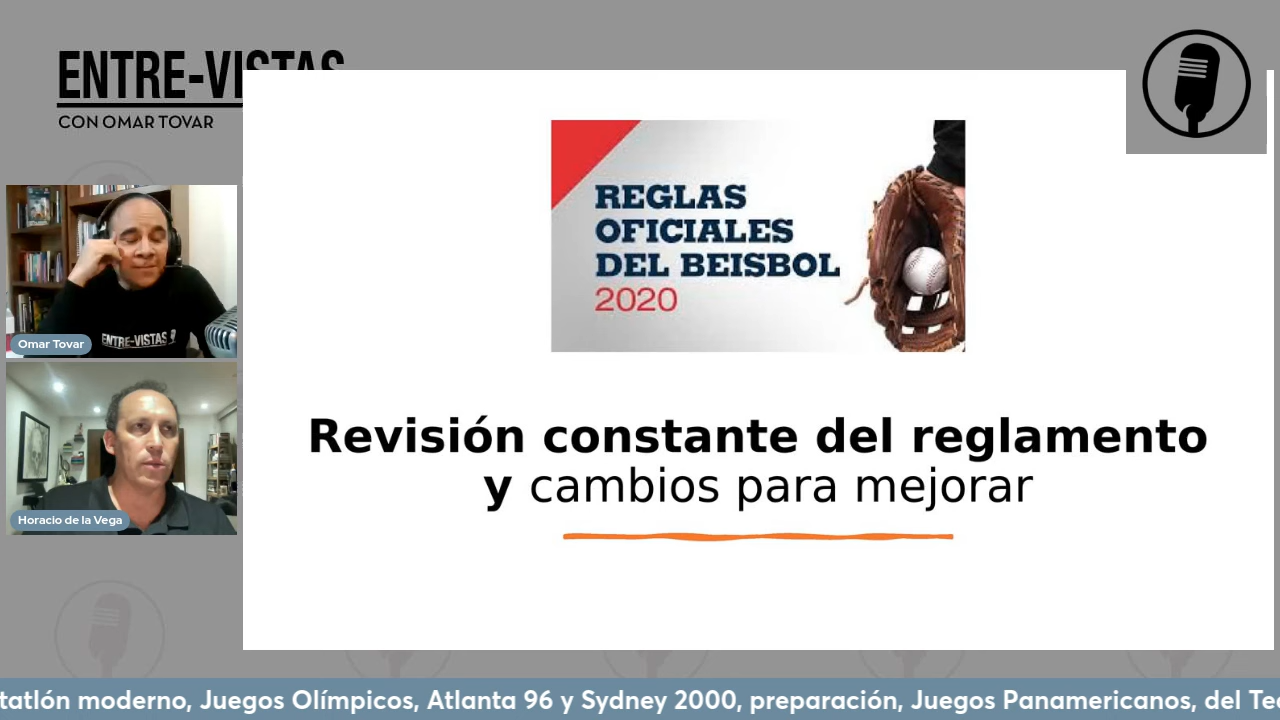 ENTRE-VISTAS
CON OMAR TOVAR
REGLAS
OFICIALES
DEL BEISBOL
2020
Revisión constante del reglamento
y cambios para mejorar
ENTRE-VISTAS
Omar Tovar
Horacio de la Vega
tatlón moderno, Juegos Olímpicos, Atlanta 96 y Sydney 2000, preparación, Juegos Panamericanos, del Tec